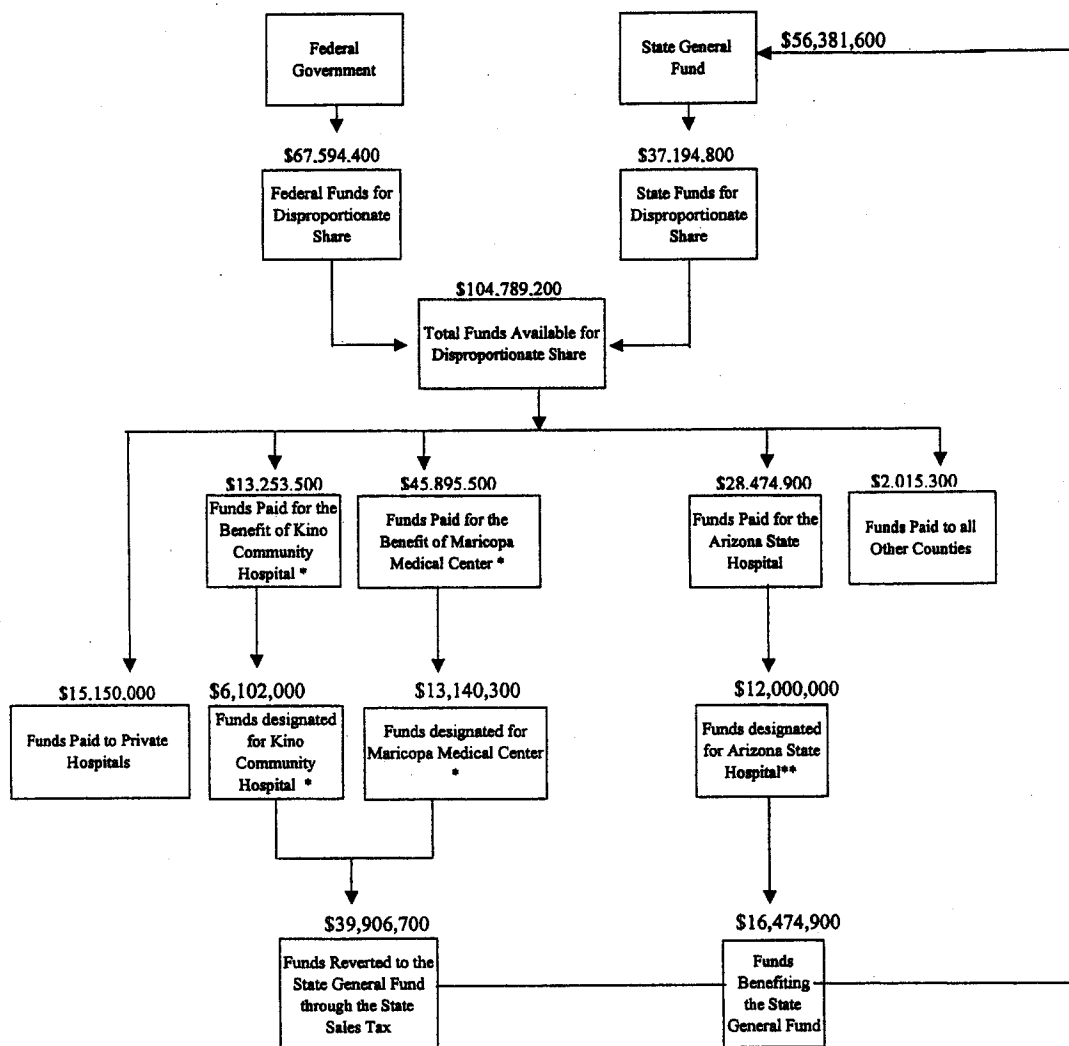 Federal
Government
State General
Fund
$56,381,600
$67.594.400
Federal Funds for
Disproportionate
Share
$37.194.800
State Funds for
Disproportionate
Share
$104.789.200
Total Funds Available for
Disproportionate Share
$13.253.500
Funds Paid for the
Benefit of Kino
Community
Hospital *
$45.895.500
Funds Paid for the
Benefit of Maricopa
Medical Center *
$28.474.900
Funds Paid for the
Arizona State
Hospital
$2.015.300
Funds Paid to all
Other Counties
$15.150.000
Funds Paid to Private
Hospitals
$6,102,000
Funds designated
for Kino
Community
Hospital *
$13,140,300
Funds designated for
Maricopa Medical Center
*
$12,000,000
Funds designated
for Arizona State
Hospital**
$39,906,700
Funds Reverted to the
State General Fund
through the State
Sales Tax
$16,474,900
Funds
Benefiting
the State
General Fund